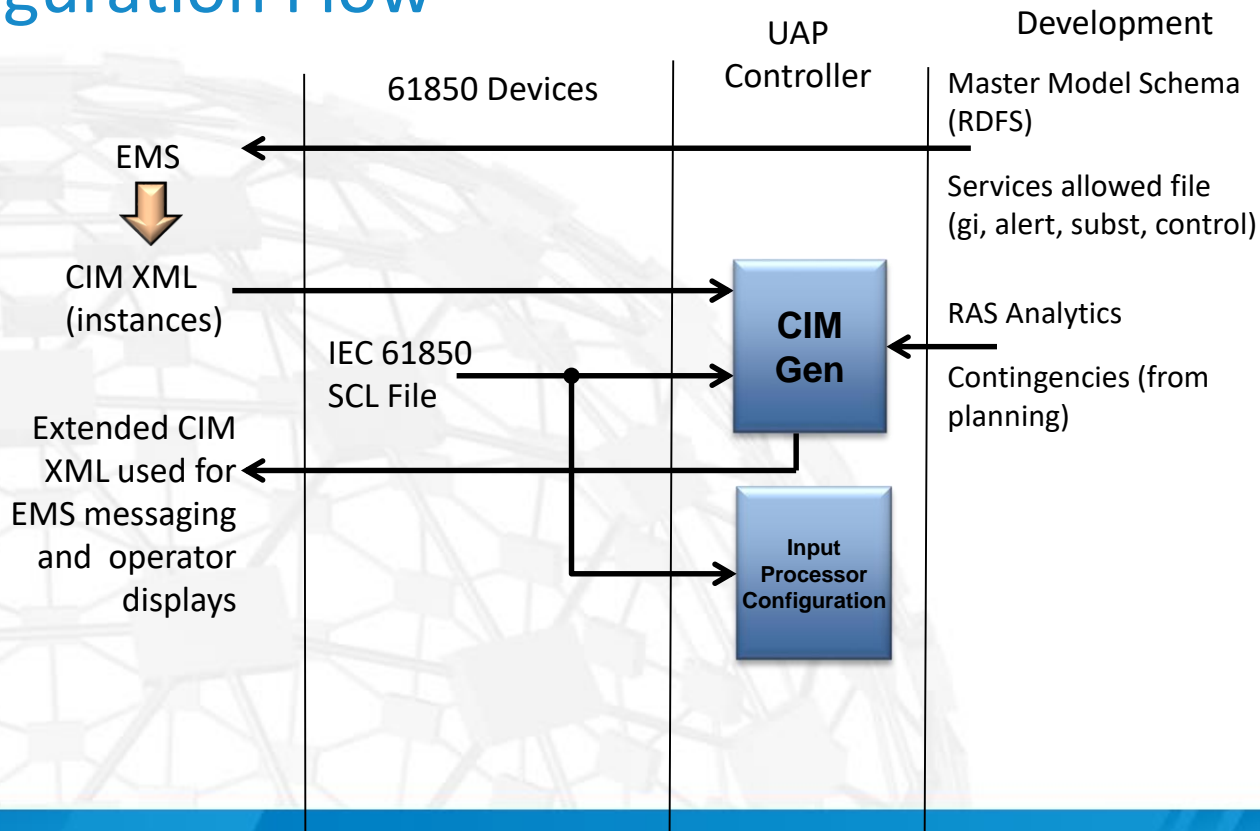 guration Flow
Development
UAP
Controller
61850 Devices
Master Model Schema
(RDFS)
EMS
Services allowed file
(gi, alert, subst, control)
CIM XML
(instances)
CIM
Gen
RAS Analytics
IEC 61850
SCL File
Contingencies (from
planning)
Extended CIM
XML used for
EMS messaging
and operator
displays
Input
Processor
Configuration